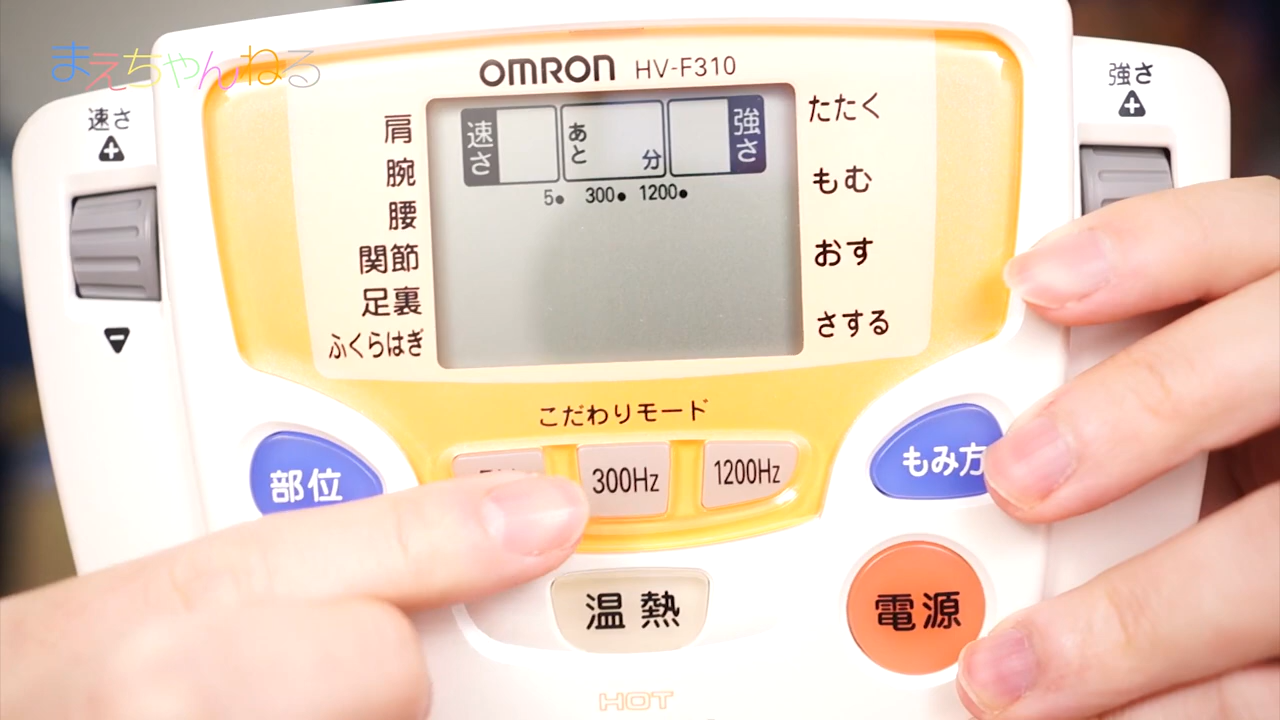 まえちゃんねる
OMRON HV-F310
速さ
強さ
速さ
あと 分
強さ
5● 300● 1200●
肩
腕
腰
関節
足裏
ふくらはぎ
たたく
もむ
おす
さする
こだわりモード
300Hz
1200Hz
部位
もみ方
温熱
電源
HOT